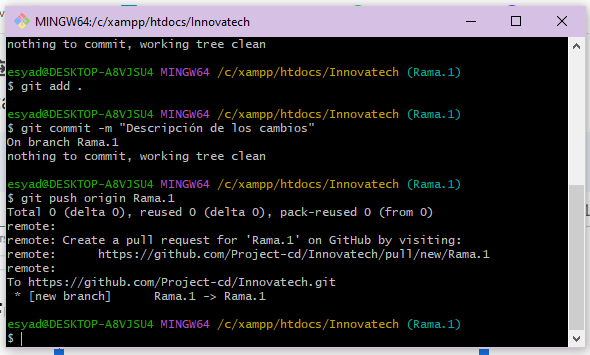 MINGW64:/c/xampp/htdocs/Innovatech
nothing to commit, working tree clean
esyad@DESKTOP-A8VJSU4 MINGW64 /c/xampp/htdocs/Innovatech (Rama.1)
$ git add .
esyad@DESKTOP-A8VJSU4 MINGW64 /c/xampp/htdocs/Innovatech (Rama.1)
$ git commit -m "Descripción de los cambios"
On branch Rama.1
nothing to commit, working tree clean
esyad@DESKTOP-A8VJSU4 MINGW64 /c/xampp/htdocs/Innovatech (Rama.1)
$ git push origin Rama.1
Total 0 (delta 0), reused 0 (delta 0), pack-reused 0 (from 0)
remote:
remote: Create a pull request for 'Rama.1' on GitHub by visiting:
remote:      https://github.com/Project-cd/Innovatech/pull/new/Rama.1
remote:
To https://github.com/Project-cd/Innovatech.git
 * [new branch]      Rama.1 -> Rama.1
esyad@DESKTOP-A8VJSU4 MINGW64 /c/xampp/htdocs/Innovatech (Rama.1)
$